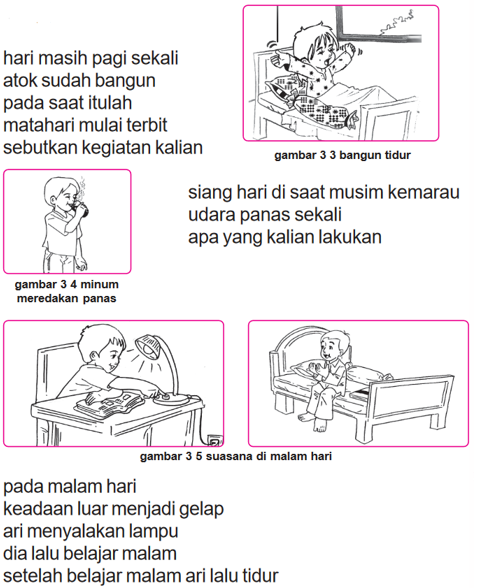 hari masih pagi sekali
atok sudah bangun
pada saat itulah
matahari mulai terbit
sebutkan kegiatan kalian
gambar 3 3 bangun tidur
siang hari di saat musim kemarau
udara panas sekali
apa yang kalian lakukan
gambar 3 4 minum
meredakan panas
gambar 3 5 suasana di malam hari
pada malam hari
keadaan luar menjadi gelap
ari menyalakan lampu
dia lalu belajar malam
setelah belajar malam ari lalu tidur